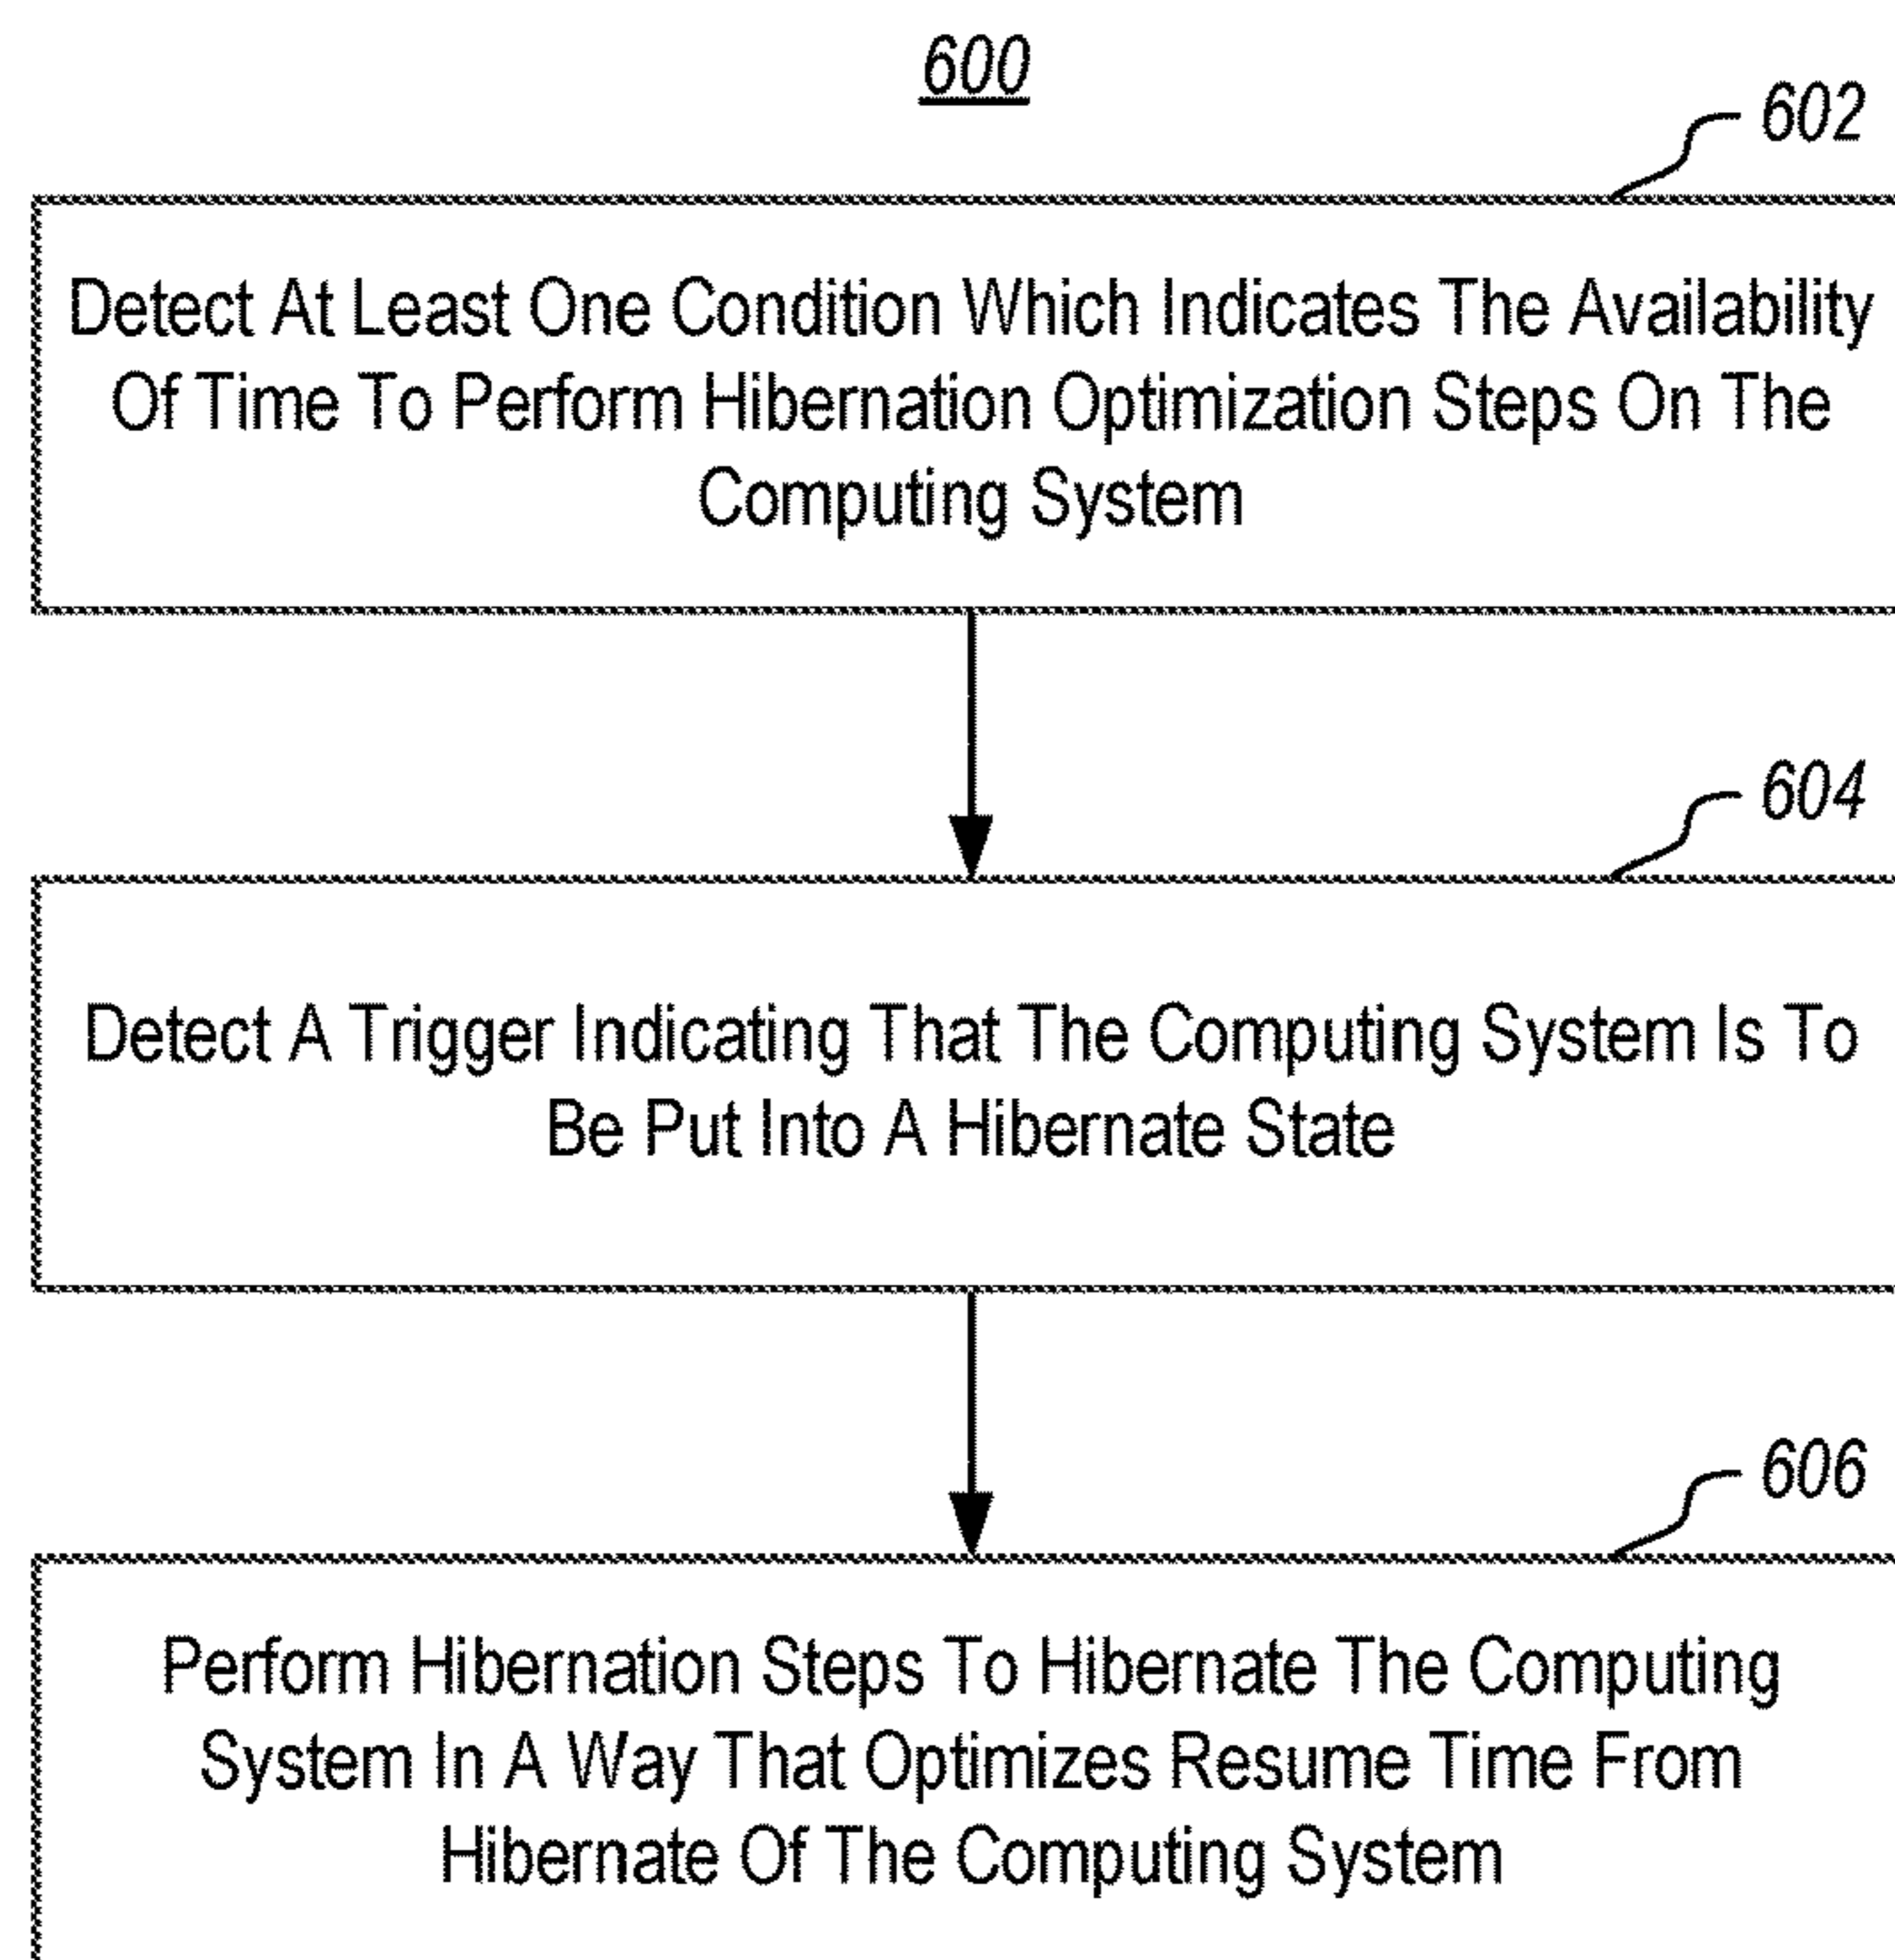 600
602
Detect At Least One Condition Which Indicates The Availability
Of Time To Perform Hibernation Optimization Steps On The
Computing System
604
Detect A Trigger Indicating That The Computing System Is To
Be Put Into A Hibernate State
606
Perform Hibernation Steps To Hibernate The Computing
System In A Way That Optimizes Resume Time From
Hibernate Of The Computing System